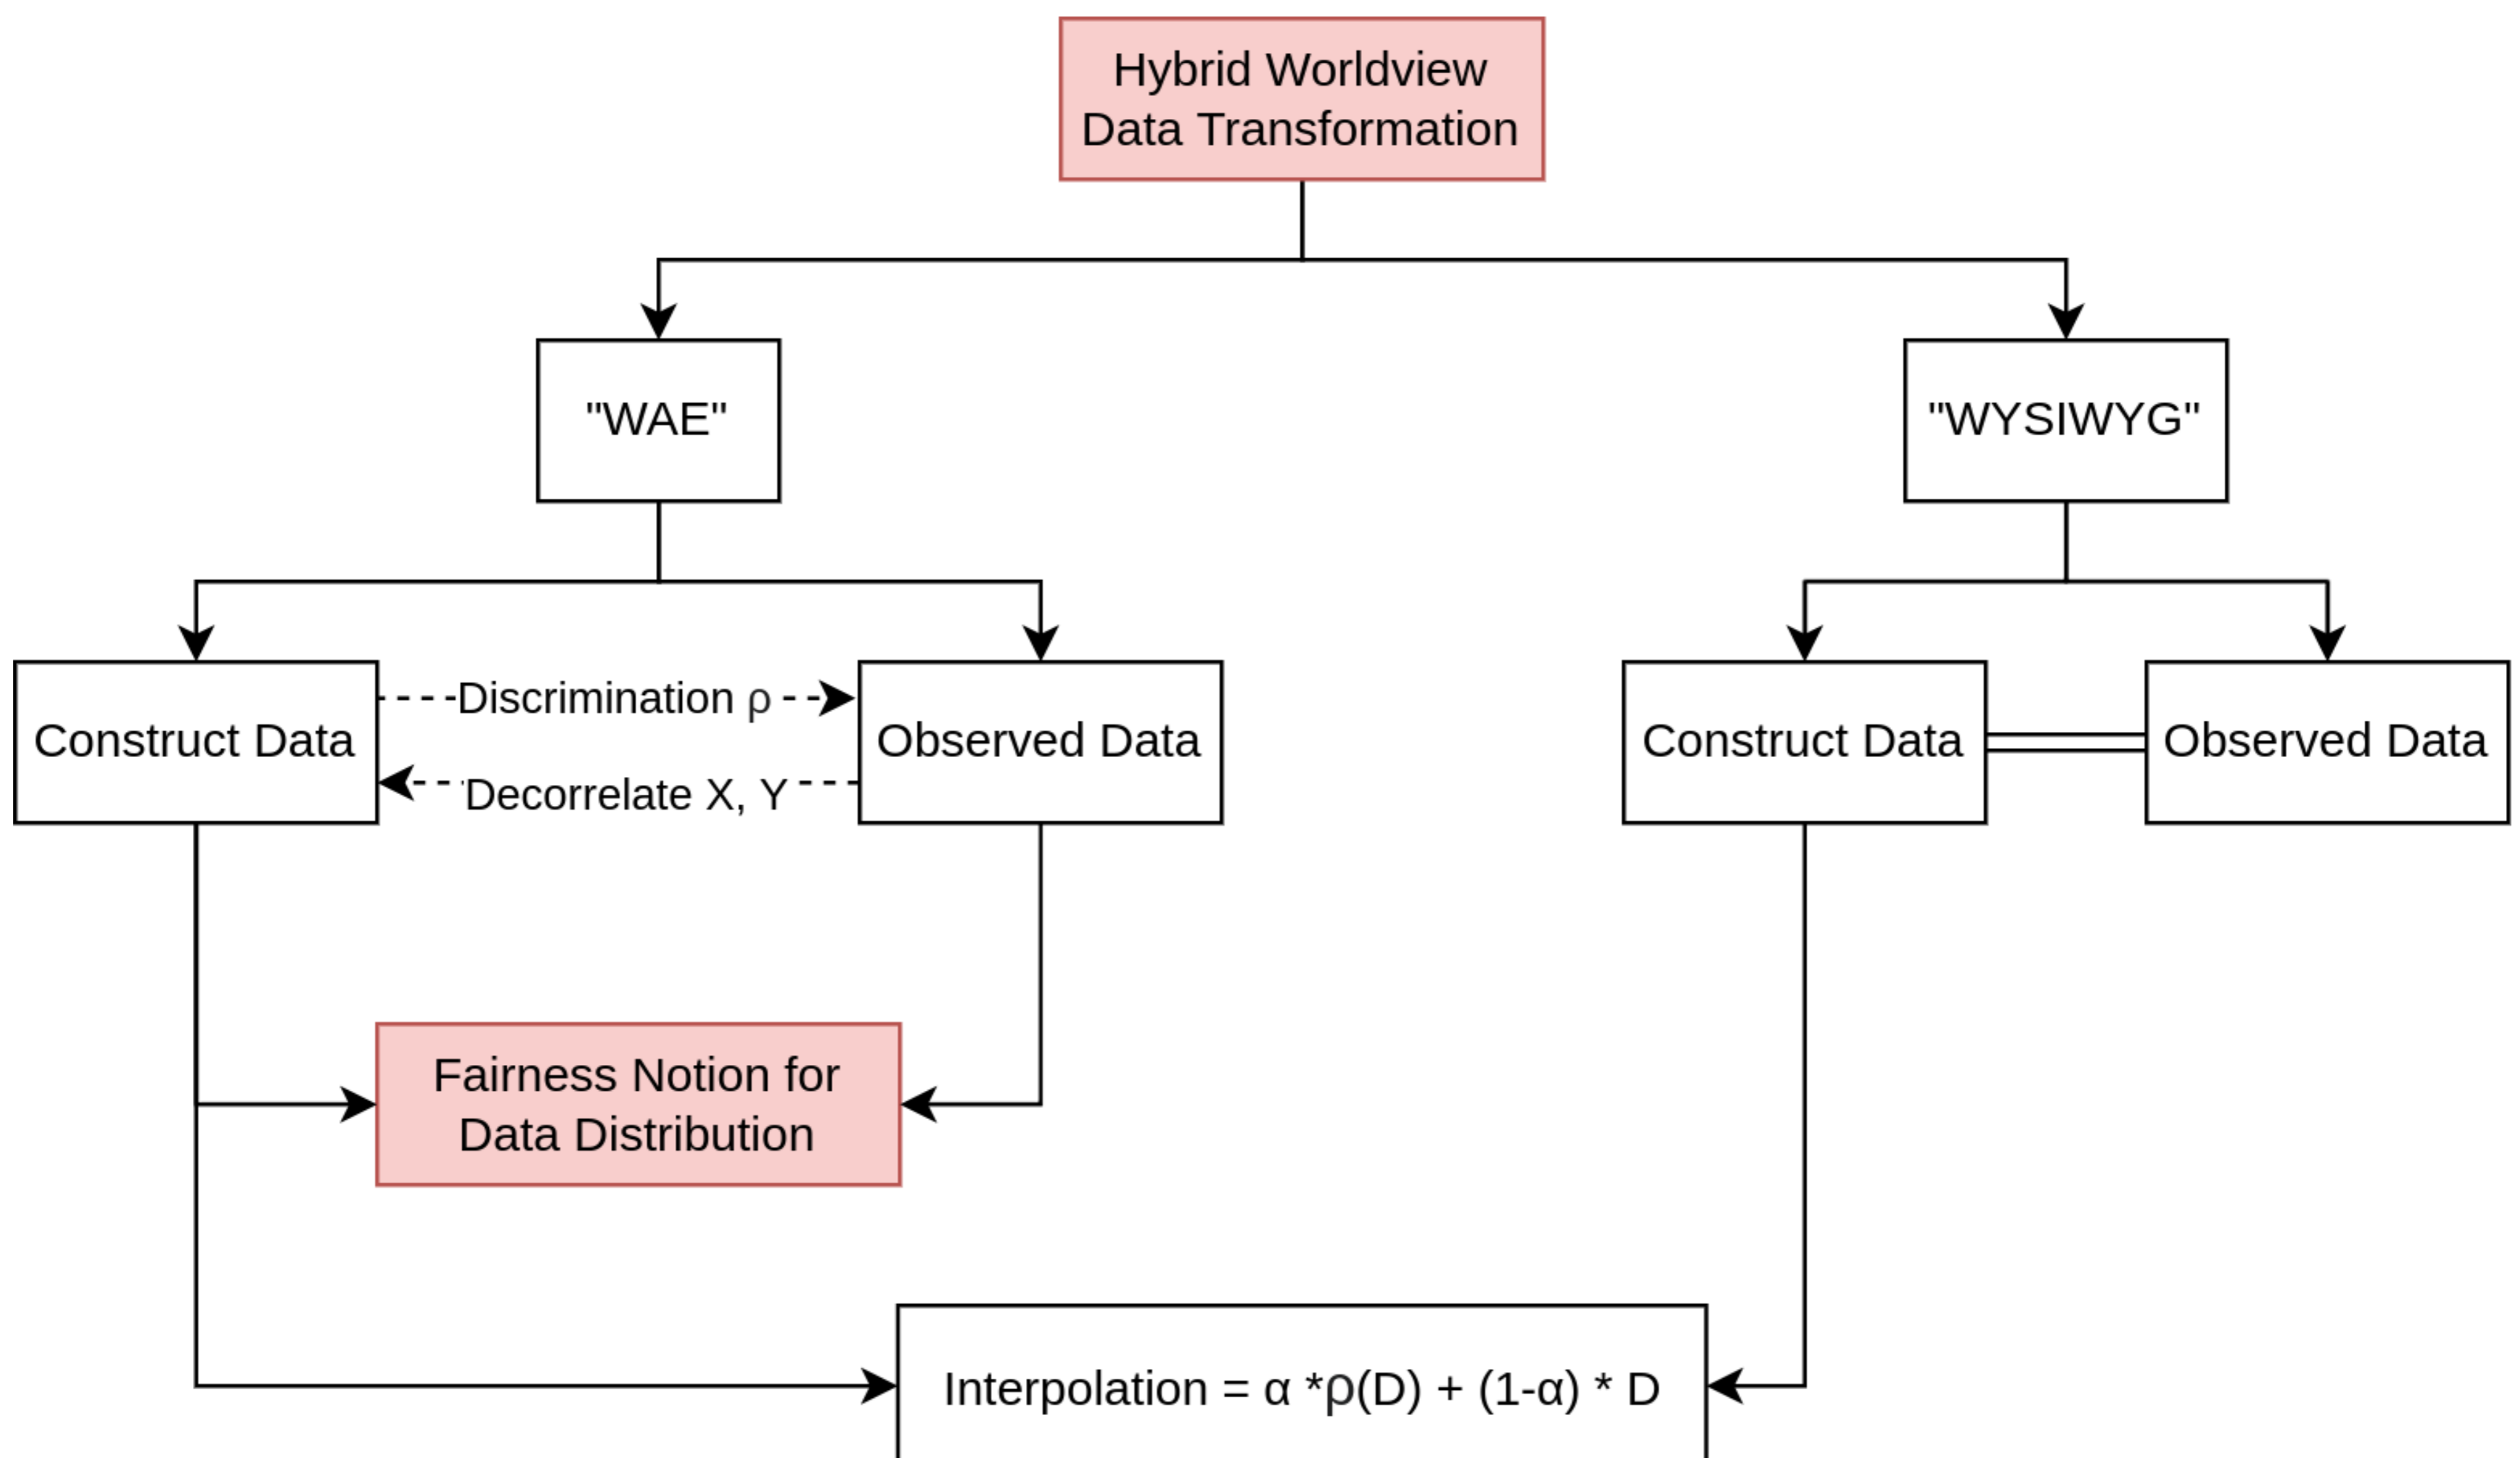 Hybrid Worldview
Data Transformation
"WAE"
"WYSIWYG"
Construct Data
Discrimination ρ
Decorrelate X, Y
Observed Data
Construct Data
Observed Data
Fairness Notion for
Data Distribution
Interpolation = α *ρ(D) + (1-α) * D